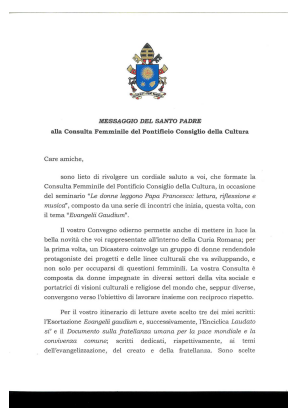 MESSAGGIO DEL SANTO PADRE
alla Consulta Femminile del Pontificio Consiglio della Cultura
Care amiche,
sono lieto di rivolgere un cordiale saluto a voi, che formate la
Consulta Femminile del Pontificio Consiglio della Cultura, in occasione
del seminario "Le donne leggono Papa Francesco: lettura, riflessione e
musica", composto da una serie di incontri che inizia, questa volta, con
il tema "Evangelii Gaudium".
Il vostro Convegno odierno permette anche di mettere in luce la
bella novità che voi rappresentate all'interno della Curia Romana; per
la prima volta, un Dicastero coinvolge un gruppo di donne rendendole
protagoniste dei progetti e delle linee culturali che va sviluppando, e
non solo per occuparsi di questioni femminili. La vostra Consulta è
composta da donne impegnate in diversi settori della vita sociale e
portatrici di visioni culturali e religiose del mondo che, seppur diverse,
convergono verso l'obiettivo di lavorare insieme con reciproco rispetto.
Per il vostro itinerario di letture avete scelto tre dei miei scritti:
l'Esortazione Evangelii gaudium e, successivamente, l'Enciclica Laudato
si' e il Documento sulla fratellanza umana per la pace mondiale e la
convivenza comune; scritti dedicati, rispettivamente, ai temi
dell'evangelizzazione, del creato e della fratellanza. Sono scelte